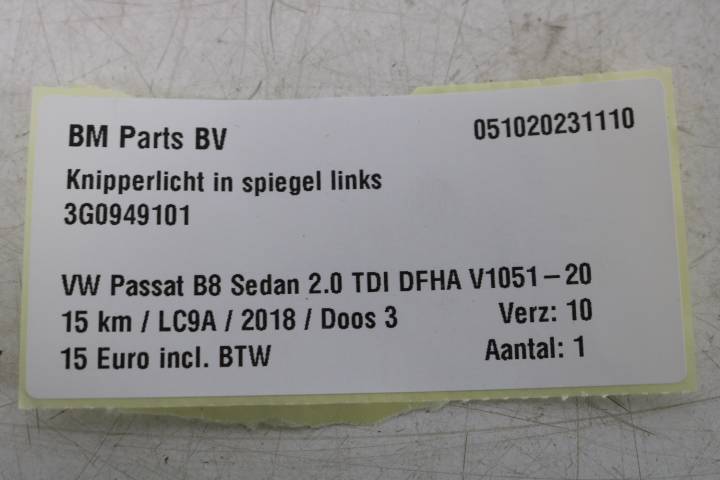 BM Parts BV 051020231110
Knipperlicht in spiegel links
3G0949101
VW Passat B8 Sedan 2.0 TDI DFHA V1051-20
15 km / LC9A / 2018 / Doos 3 Verz: 10
15 Euro incl. BTW Aantal: 1